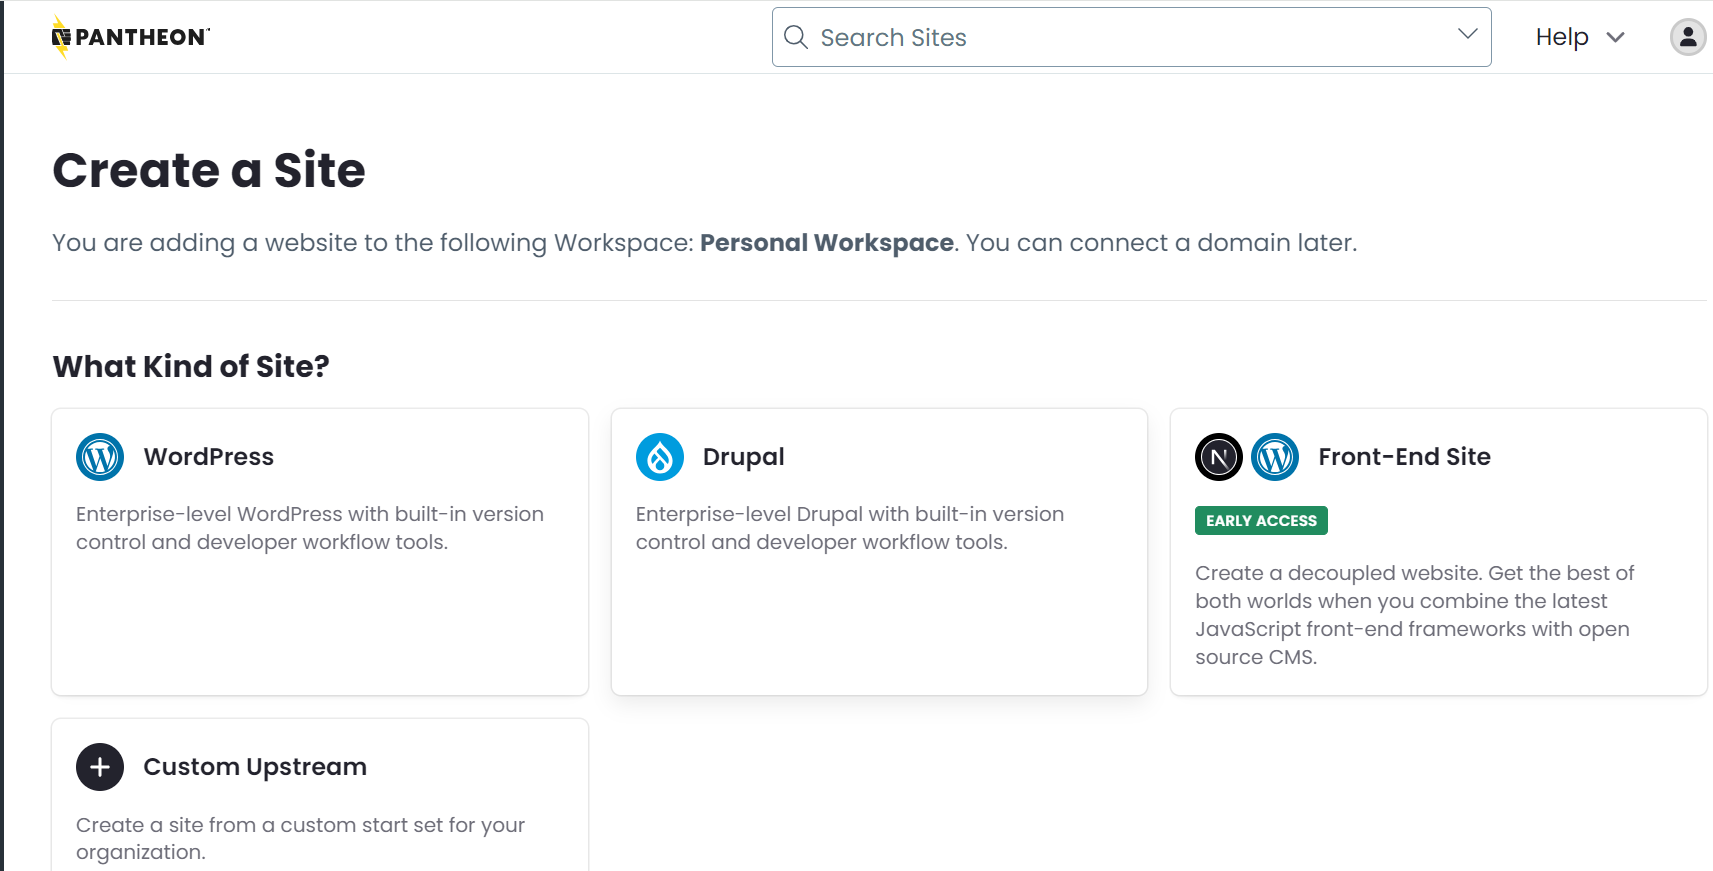 PANTHEON
Search Sites
Help
Create a Site
You are adding a website to the following Workspace: Personal Workspace. You can connect a domain later.
What Kind of Site?
WordPress
Enterprise-level WordPress with built-in version
control and developer workflow tools.
Drupal
Enterprise-level Drupal with built-in version
control and developer workflow tools.
Front-End Site
EARLY ACCESS
Create a decoupled website. Get the best of
both worlds when you combine the latest
JavaScript front-end frameworks with open
source CMS.
Custom Upstream
Create a site from a custom start set for your
organization.